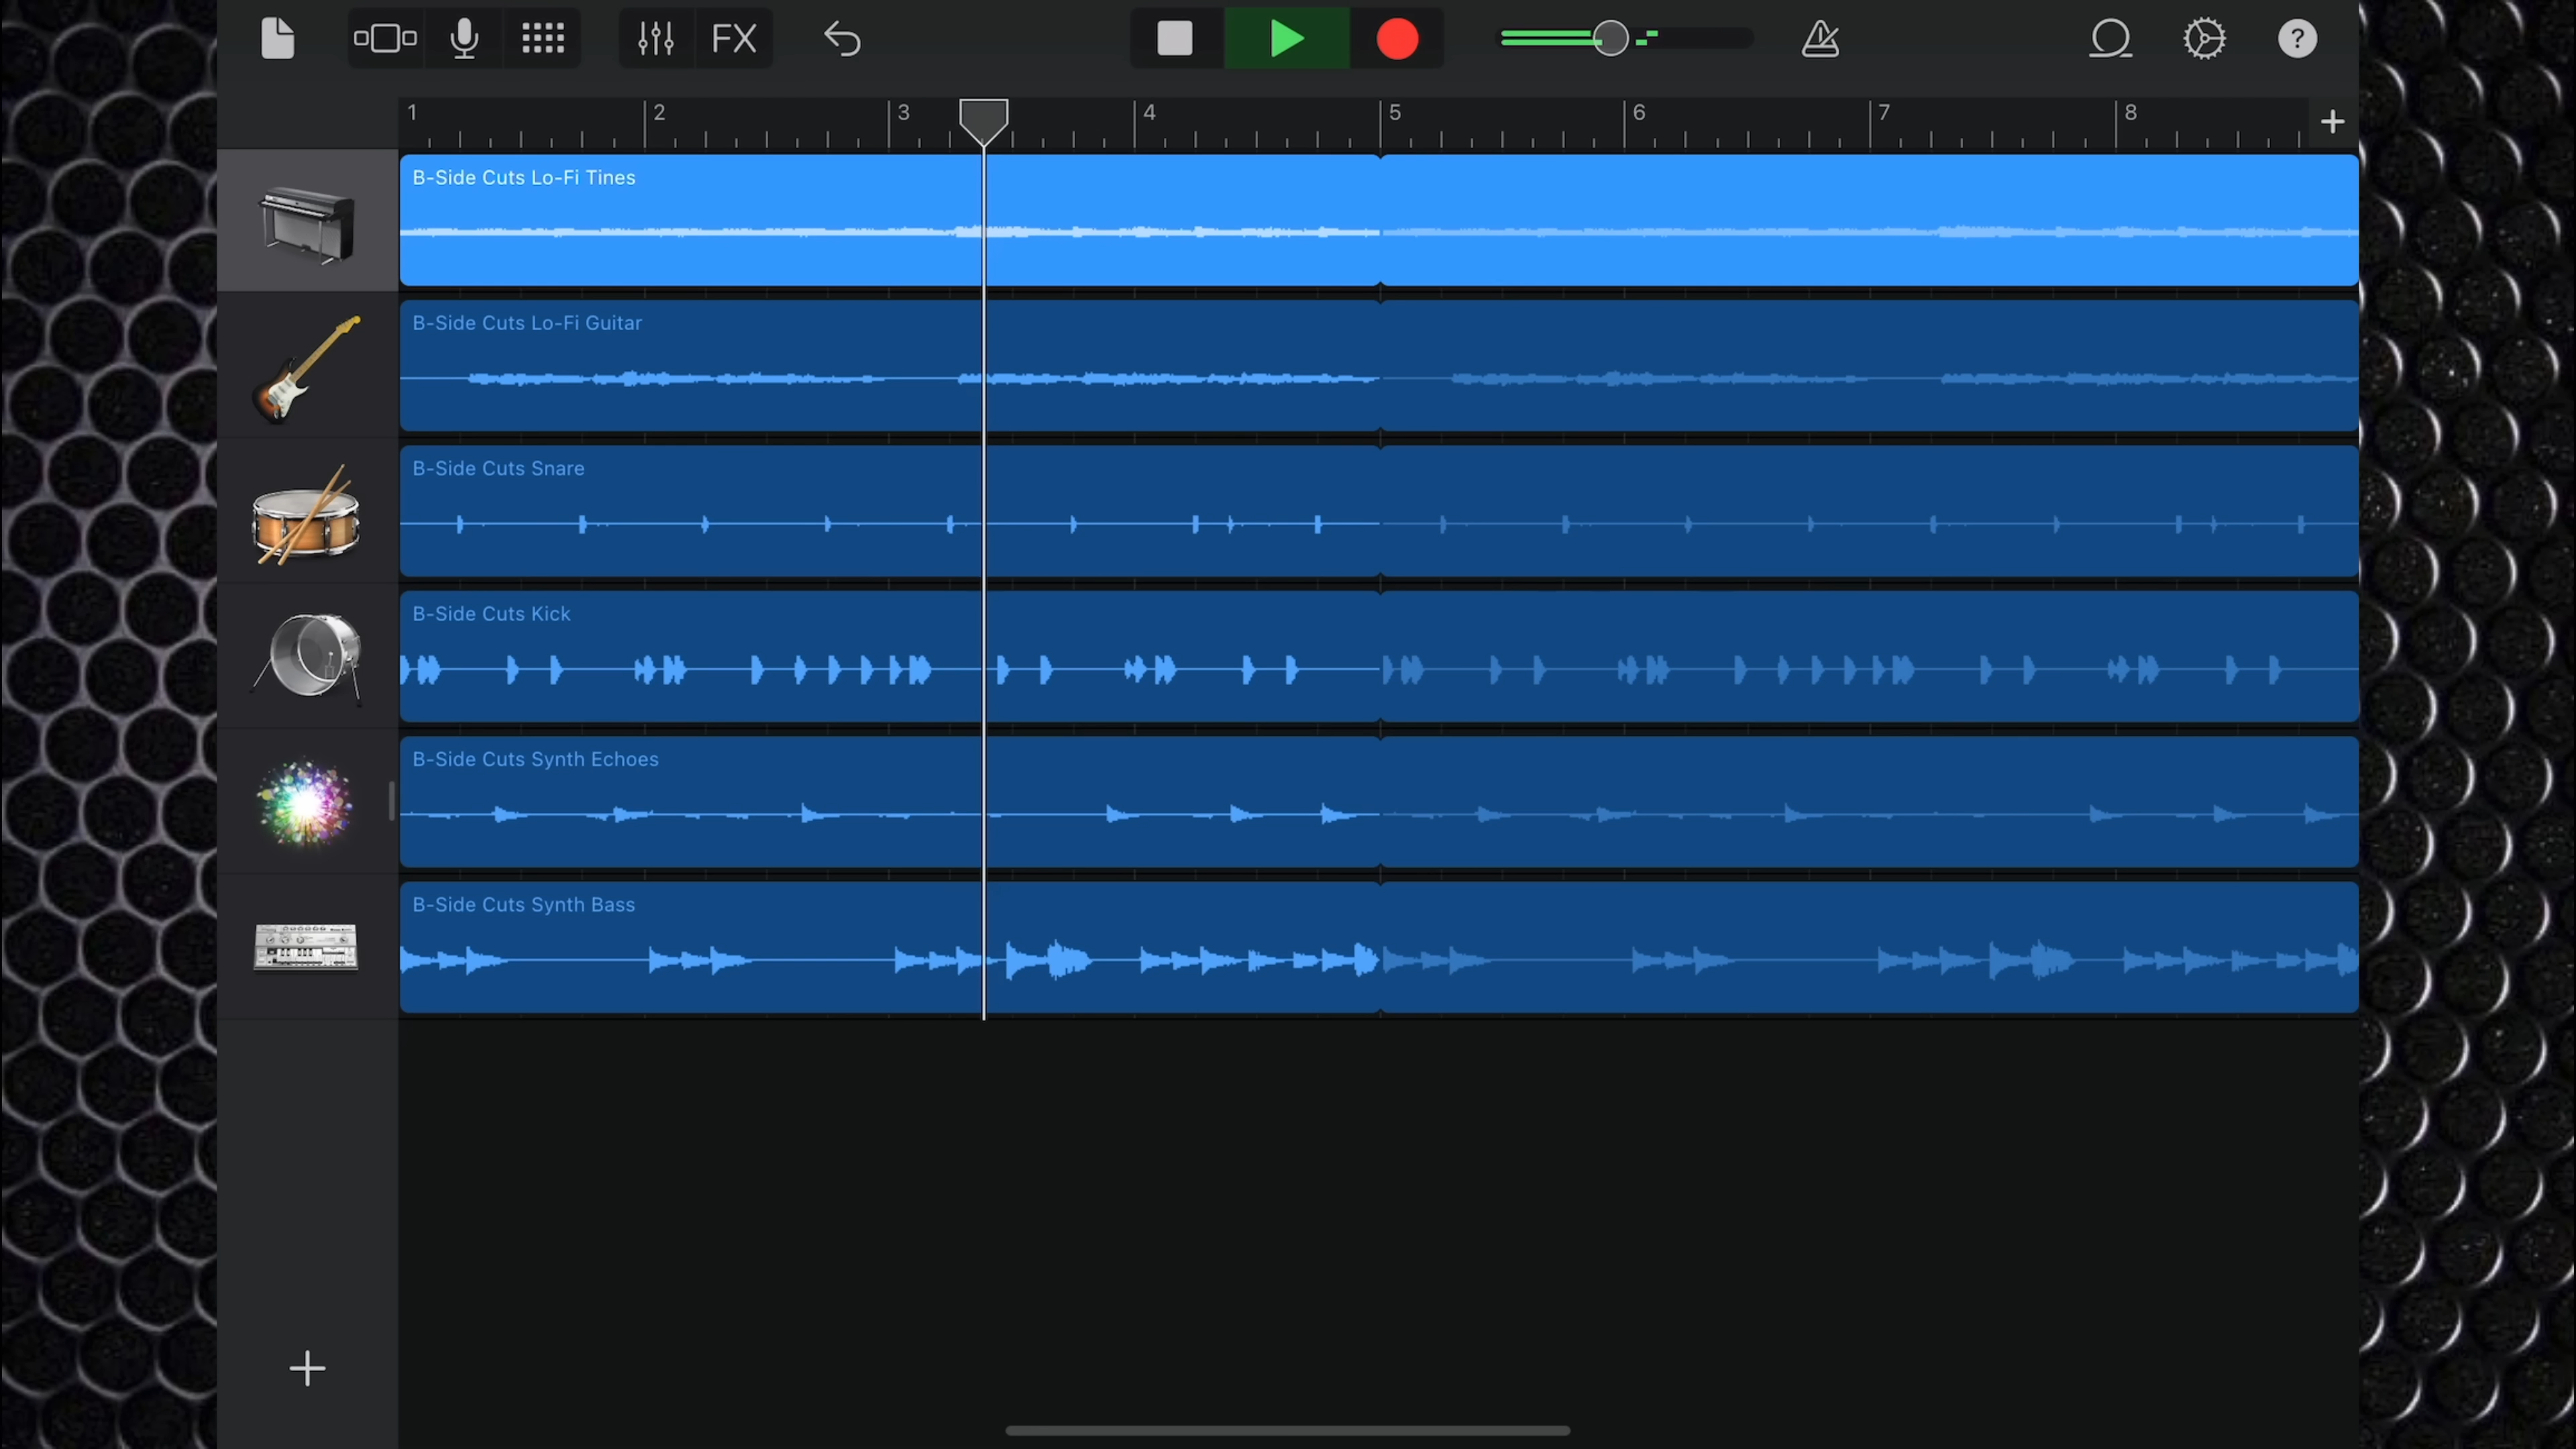 FX
?
1 2 3 4 5 6 7 8
B-Side Cuts Lo-Fi Tines
B-Side Cuts Lo-Fi Guitar
B-Side Cuts Snare
B-Side Cuts Kick
B-Side Cuts Synth Echoes
B-Side Cuts Synth Bass